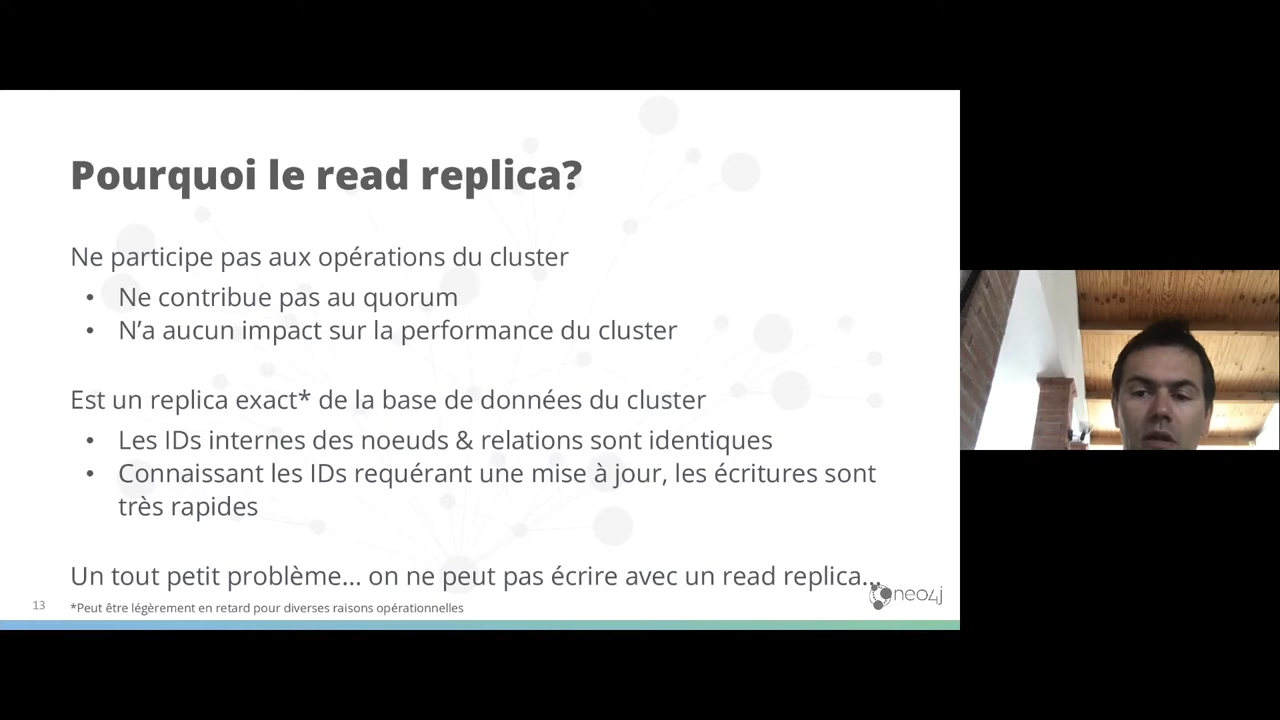 Pourquoi le read replica?
Ne participe pas aux opérations du cluster
• Ne contribue pas au quorum
• N’a aucun impact sur la performance du cluster
Est un replica exact* de la base de données du cluster
• Les IDs internes des noeuds & relations sont identiques
• Connaissant les IDs requérant une mise à jour, les écritures sont
très rapides
Un tout petit problème... on ne peut pas écrire avec un read replica...
neo4j
13 *Peut être légèrement en retard pour diverses raisons opérationnelles